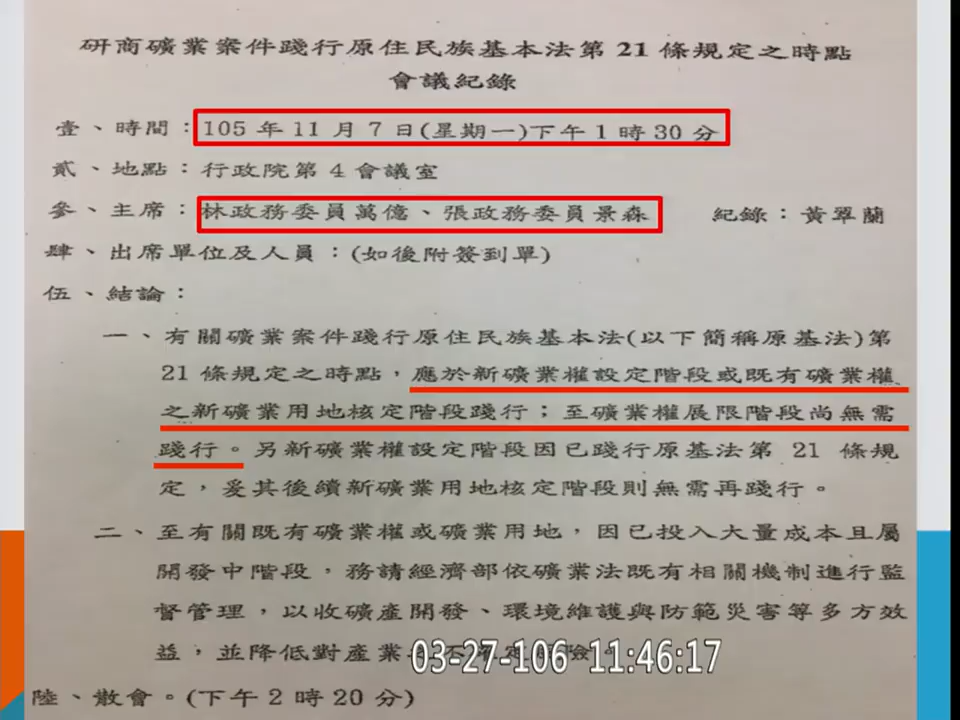 研商礦業案件踐行原住民族基本法第 21 條規定之時點
會議紀錄
壹、時間：105 年 11 月 7 日(星期一)下午 1 時 30 分
貳、地點：行政院第 4 會議室
參、主席：林政務委員萬億、張政務委員景森 紀錄：黃翠蘭
肆、出席單位及人員：(如後附簽到單)
伍、結論：
一、有關礦業案件踐行原住民族基本法(以下簡稱原基法)第
21 條規定之時點，應於新礦業權設定階段或既有礦業權
之新礦業用地核定階段踐行；至礦業權展限階段尚無需
踐行。另新礦業權設定階段因已踐行原基法第 21 條規
定，爰其後續新礦業用地核定階段則無需再踐行。
二、至有關既有礦業權或礦業用地，因已投入大量成本且屬
開發中階段，務請經濟部依礦業法既有相關機制進行監
督管理，以收礦產開發、環境維護與防範災害等多方效
益，並降低對產業
03-27-106 11:46:17
陸、散會。(下午 2 時 20 分)